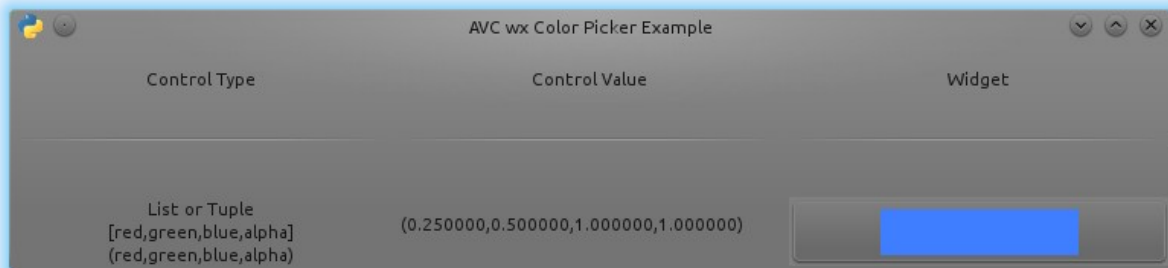 AVC wx Color Picker Example
Control Type
Control Value
Widget
List or Tuple
[red,green,blue,alpha]
(red,green,blue,alpha)
(0.250000,0.500000,1.000000,1.000000)